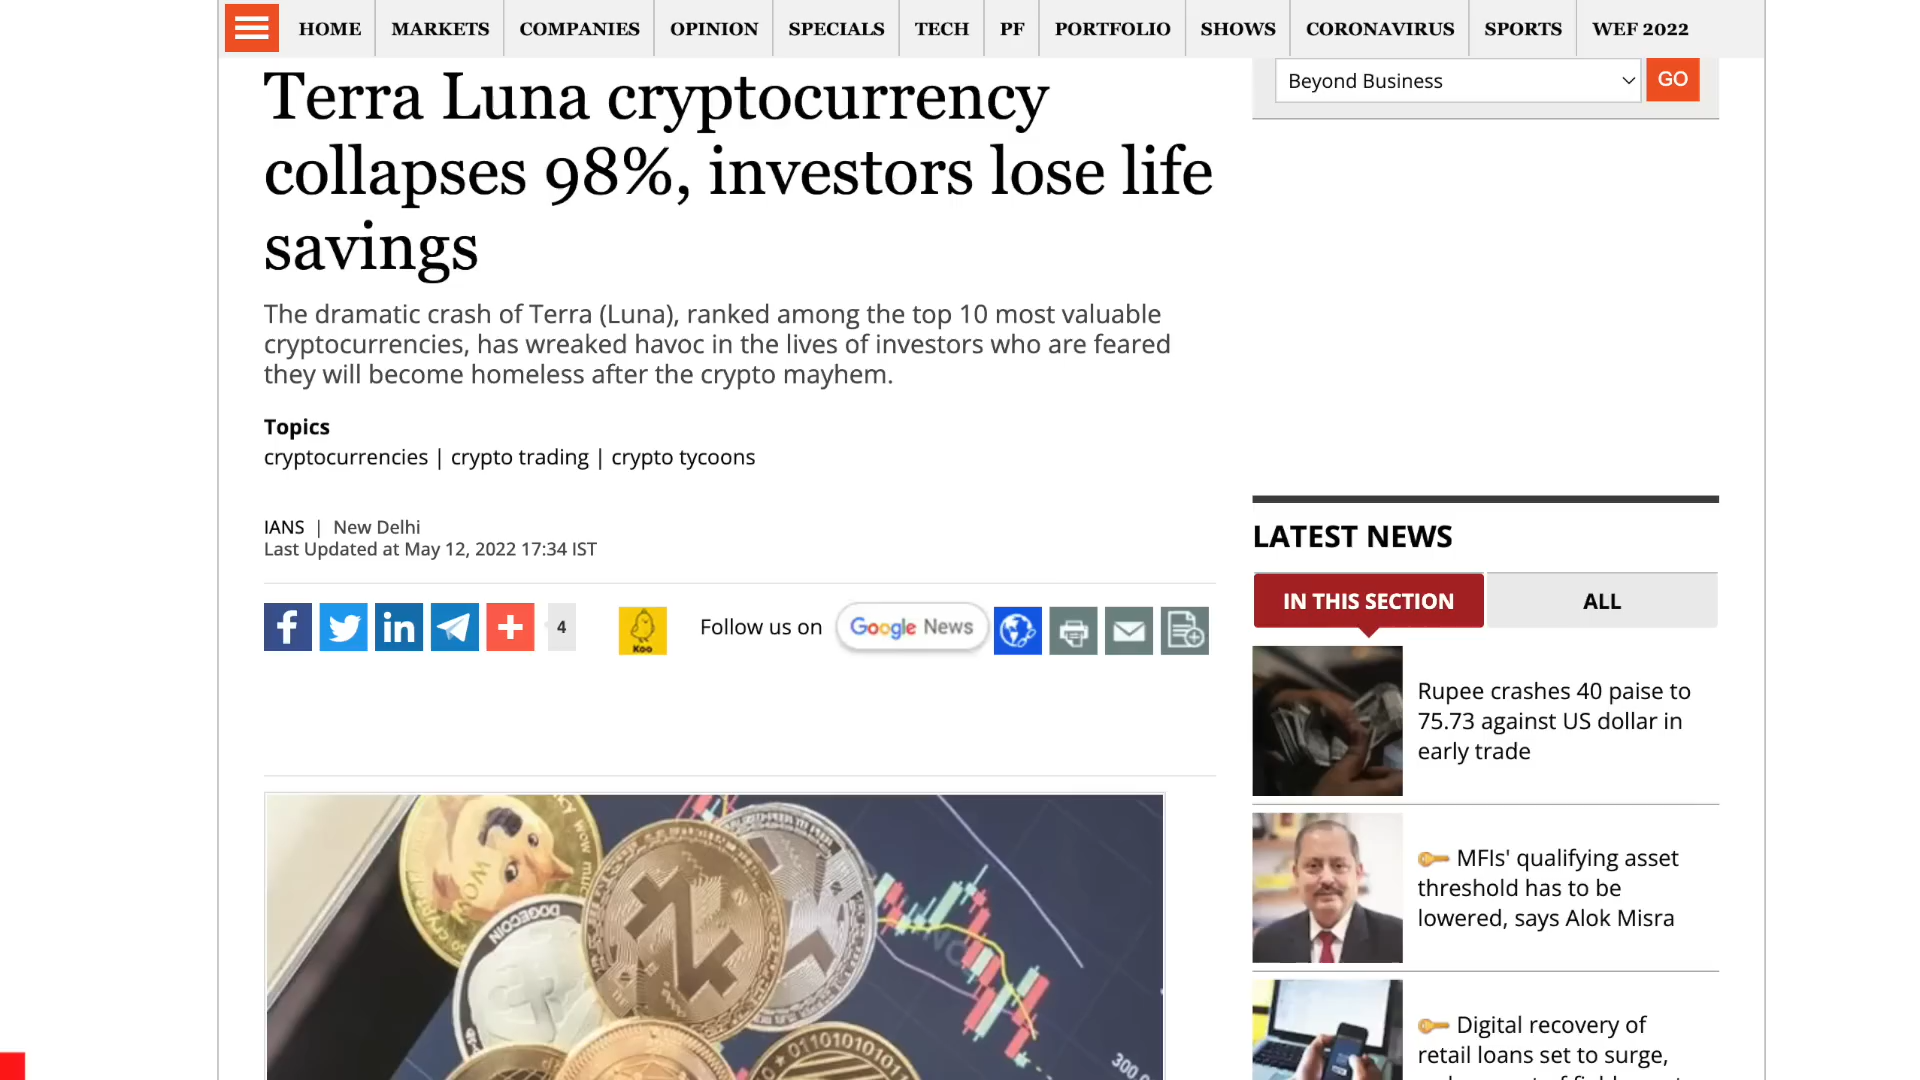 HOME MARKETS COMPANIES OPINION SPECIALS TECH PF PORTFOLIO SHOWS CORONAVIRUS SPORTS WEF 2022
Terra Luna cryptocurrency
collapses 98%, investors lose life
savings
The dramatic crash of Terra (Luna), ranked among the top 10 most valuable
cryptocurrencies, has wreaked havoc in the lives of investors who are feared
they will become homeless after the crypto mayhem.
Topics
cryptocurrencies | crypto trading | crypto tycoons
IANS | New Delhi
Last Updated at May 12, 2022 17:34 IST
4
Koo
Follow us on
Google News
DOGECOIN
WOW
011010101011
300.0
Beyond Business
GO
LATEST NEWS
IN THIS SECTION
ALL
Rupee crashes 40 paise to
75.73 against US dollar in
early trade
MFIs' qualifying asset
threshold has to be
lowered, says Alok Misra
Digital recovery of
retail loans set to surge,